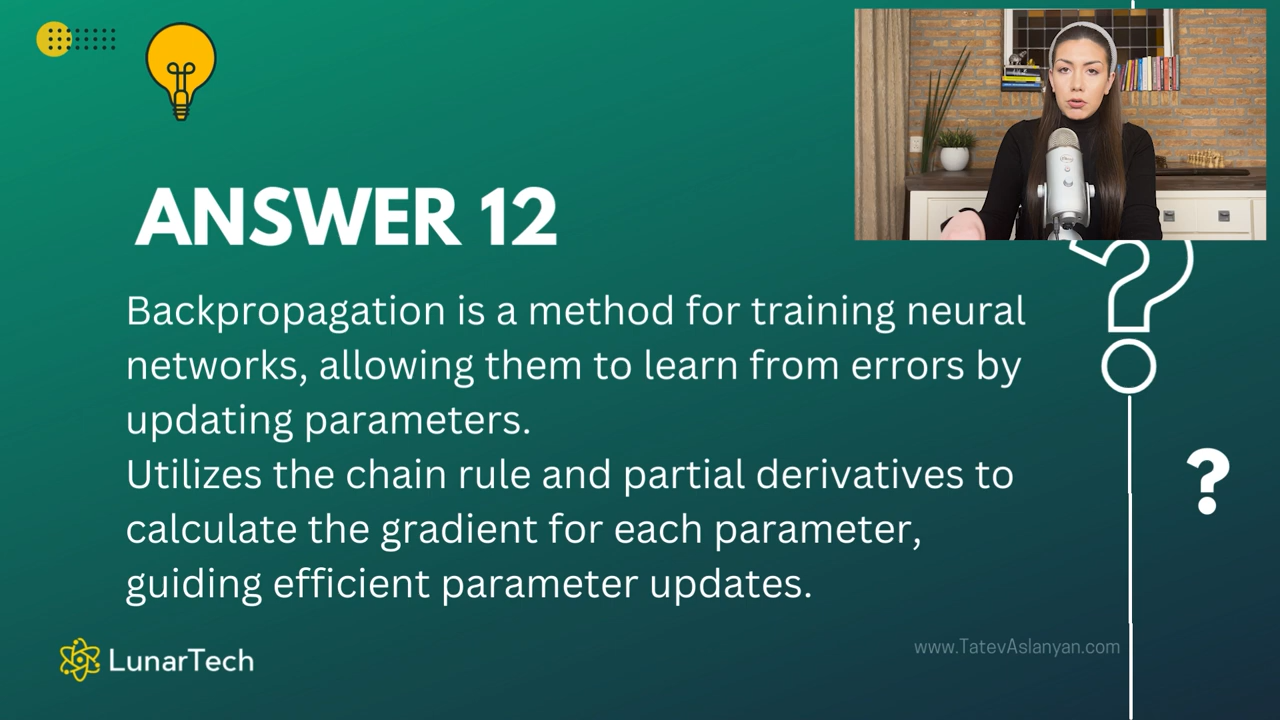 ANSWER 12
Backpropagation is a method for training neural
networks, allowing them to learn from errors by
updating parameters.
Utilizes the chain rule and partial derivatives to
calculate the gradient for each parameter,
guiding efficient parameter updates.
LunarTech
www.TatevAslanyan.com
?
?